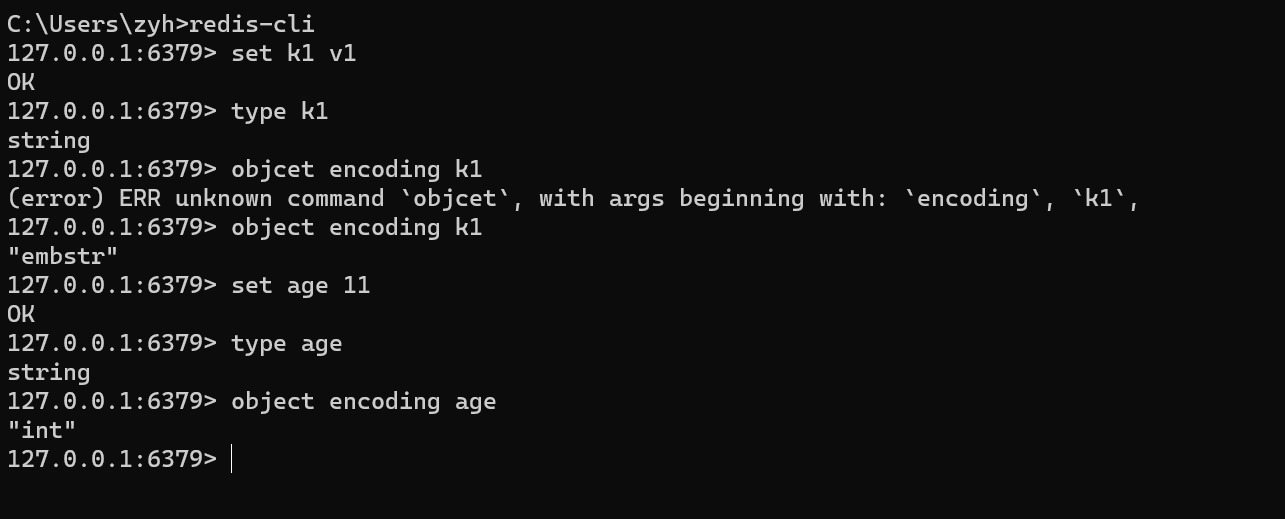 C:\Users\zyh>redis-cli
127.0.0.1:6379> set k1 v1
OK
127.0.0.1:6379> type k1
string
127.0.0.1:6379> objcet encoding k1
(error) ERR unknown command `objcet`, with args beginning with: `encoding`, `k1`,
127.0.0.1:6379> object encoding k1
"embstr"
127.0.0.1:6379> set age 11
OK
127.0.0.1:6379> type age
string
127.0.0.1:6379> object encoding age
"int"
127.0.0.1:6379>